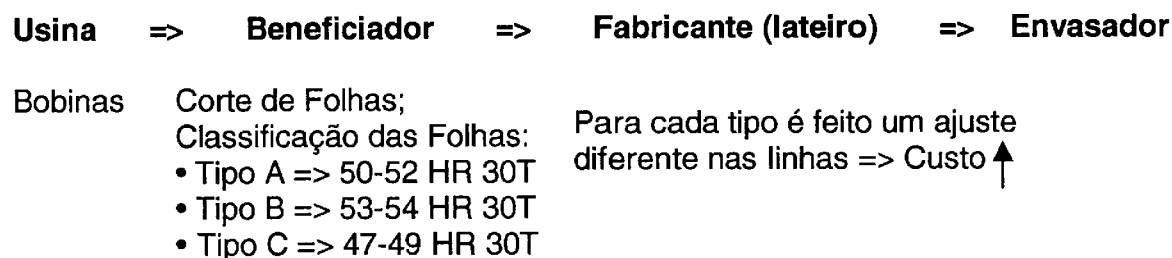 Usina => Beneficiador => Fabricante (lateiro) => Envasador
Bobinas
Corte de Folhas;
Classificação das Folhas:
• Tipo A => 50-52 HR 30T
• Tipo B => 53-54 HR 30T
• Tipo C => 47-49 HR 30T
Para cada tipo é feito um ajuste
diferente nas linhas => Custo ↑